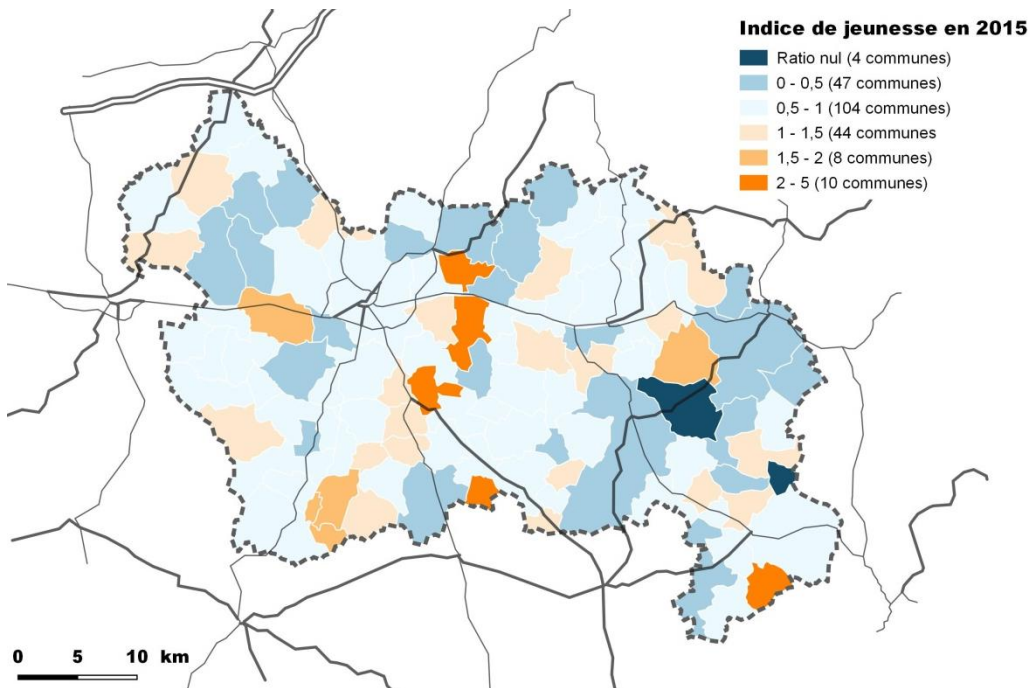 Indice de jeunesse en 2015
Ratio nul (4 communes)
0 - 0,5 (47 communes)
0,5 - 1 (104 communes)
1 - 1,5 (44 communes
1,5 - 2 (8 communes)
2 - 5 (10 communes)
0 5 10 km